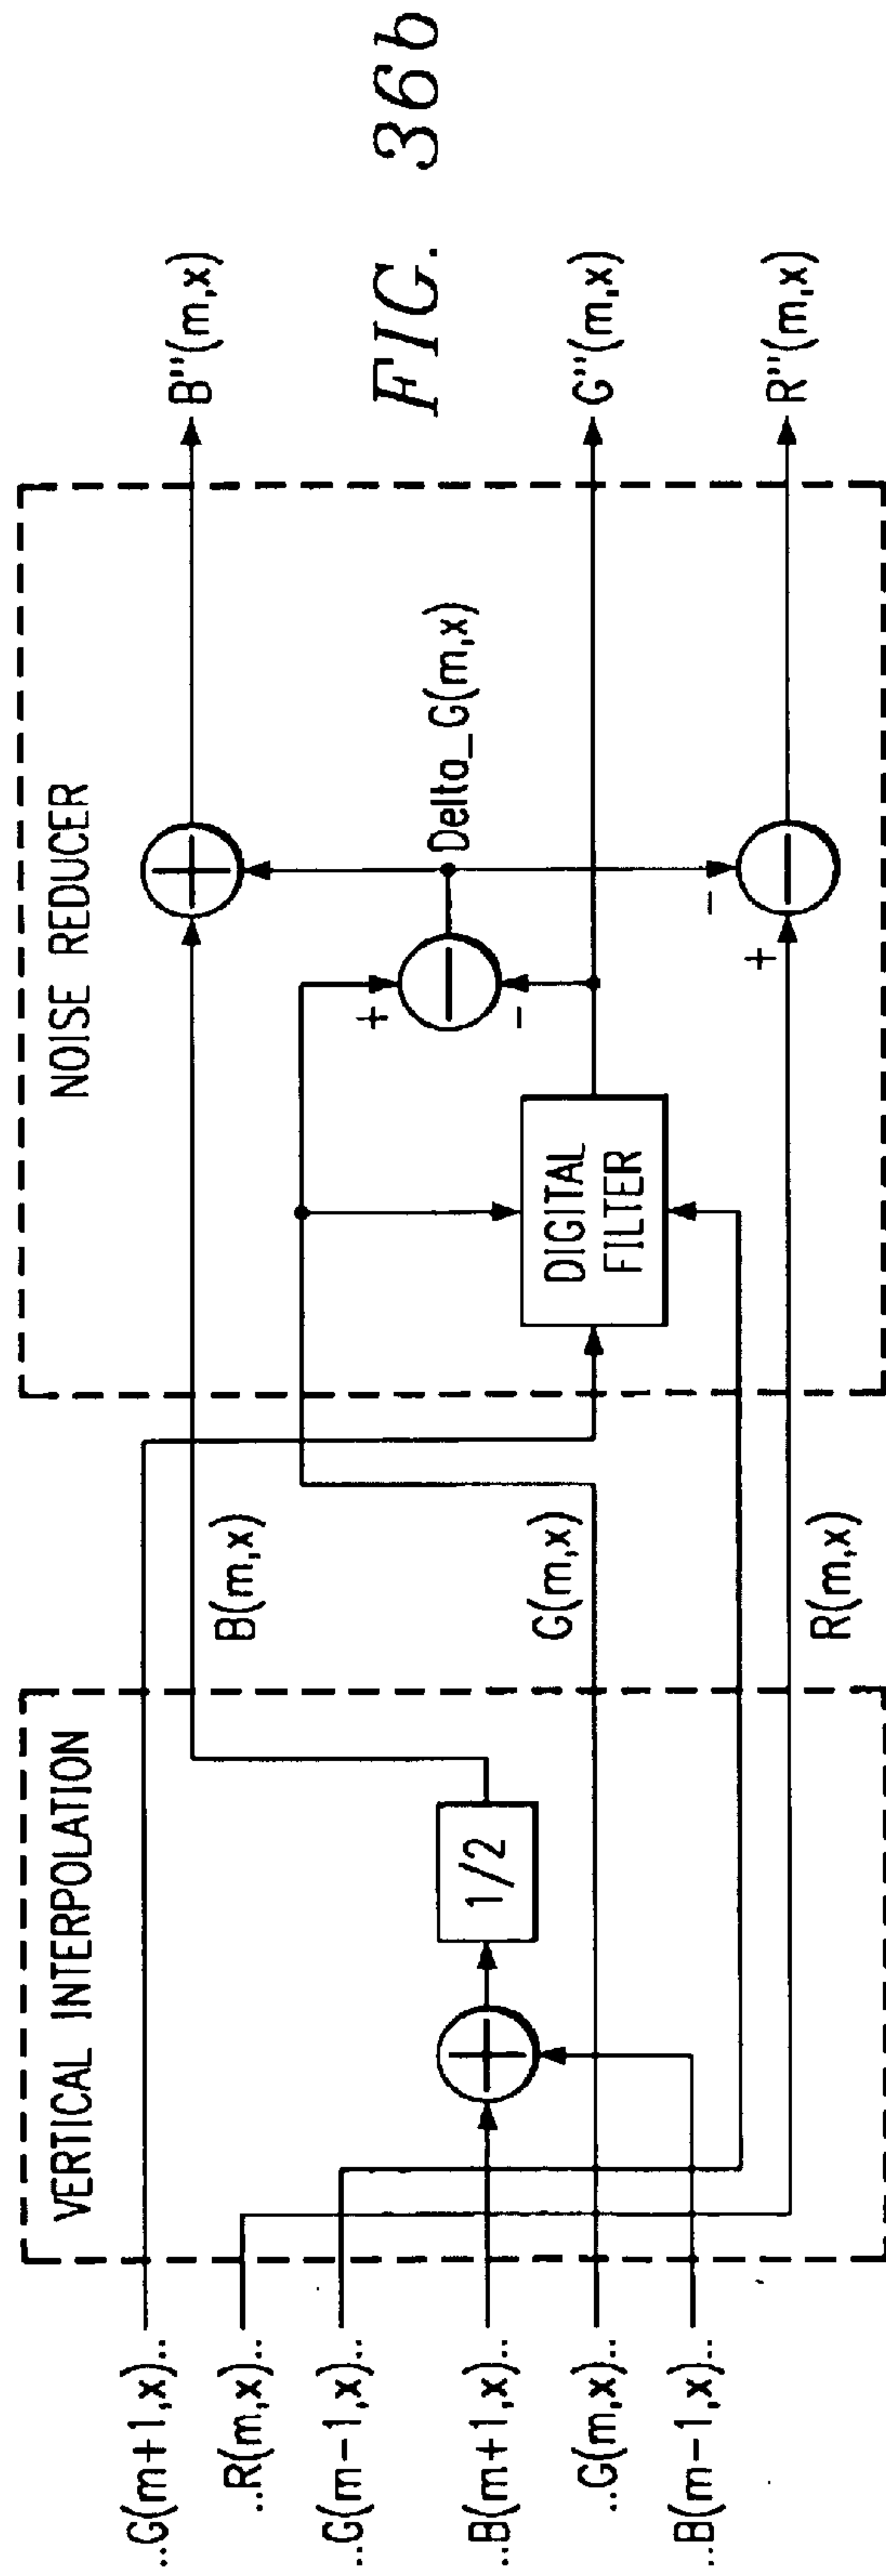 VERTICAL INTERPOLATION
NOISE REDUCER
..G(m+1,x)..
..R(m,x)..
..G(m-1,x)..
..B(m+1,x)..
..G(m,x)..
..B(m-1,x)..
+
1/2
B(m,x)
G(m,x)
R(m,x)
DIGITAL
FILTER
+
-
−
Delta_G(m,x)
+
+
-
−
B"(m,x)
G"(m,x)
R"(m,x)
FIG. 36b